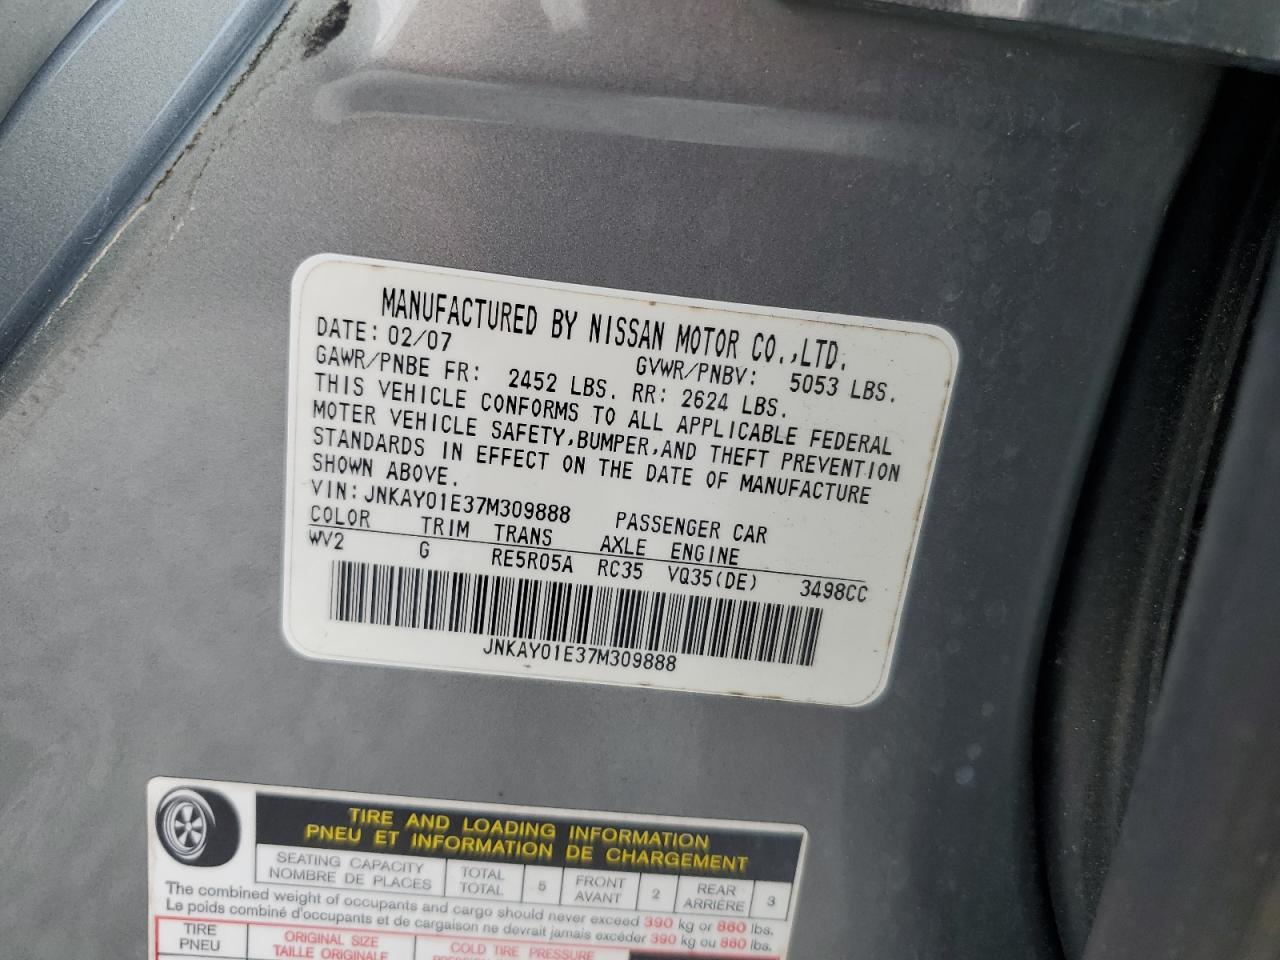 MANUFACTURED BY NISSAN MOTOR CO.,LTD.
DATE: 02/07 GVWR/PNBV: 5053 LBS.
GAWR/PNBE FR: 2452 LBS. RR: 2624 LBS.
THIS VEHICLE CONFORMS TO ALL APPLICABLE FEDERAL
MOTER VEHICLE SAFETY,BUMPER,AND THEFT PREVENTION
STANDARDS IN EFFECT ON THE DATE OF MANUFACTURE
SHOWN ABOVE.
VIN: JNKAY01E37M309888 PASSENGER CAR
COLOR TRIM TRANS AXLE ENGINE
WV2 G RE5R05A RC35 VQ35(DE) 3498CC
JNKAY01E37M309888
TIRE AND LOADING INFORMATION
PNEU ET INFORMATION DE CHARGEMENT
SEATING CAPACITY TOTAL 5 FRONT 2 REAR 3
NOMBRE DE PLACES TOTAL AVANT ARRIÈRE
The combined weight of occupants and cargo should never exceed 390 kg or 860 lbs.
Le poids combiné d'occupants et de cargaison ne devrait jamais excéder 390 kg ou 860 lbs.
TIRE ORIGINAL SIZE COLD TIRE PRESSURE
PNEU TAILLE ORIGINALE